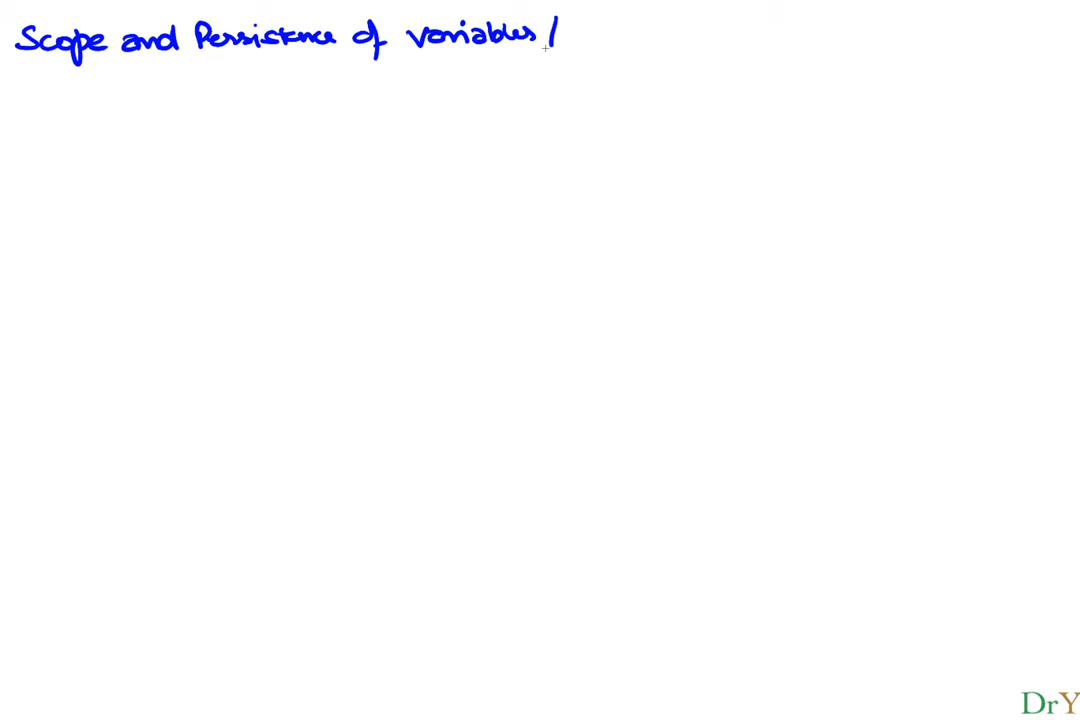 Scope and Persistence of variables /
DrY